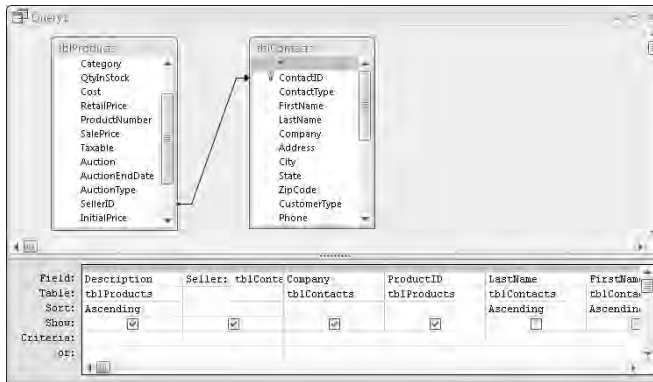 Query1
tblProducts
Category
QtyInStock
Cost
RetailPrice
ProductNumber
SalePrice
Taxable
Auction
AuctionEndDate
AuctionType
SellerID
InitialPrice
tblContacts
*
ContactID
ContactType
FirstName
LastName
Company
Address
City
State
ZipCode
CustomerType
Phone
Field: Description Seller: tblConta Company ProductID LastName FirstNam
Table: tblProducts tblContacts tblProducts tblContacts tblConta
Sort: Ascending Ascending Ascendin
Show:
Criteria:
or: